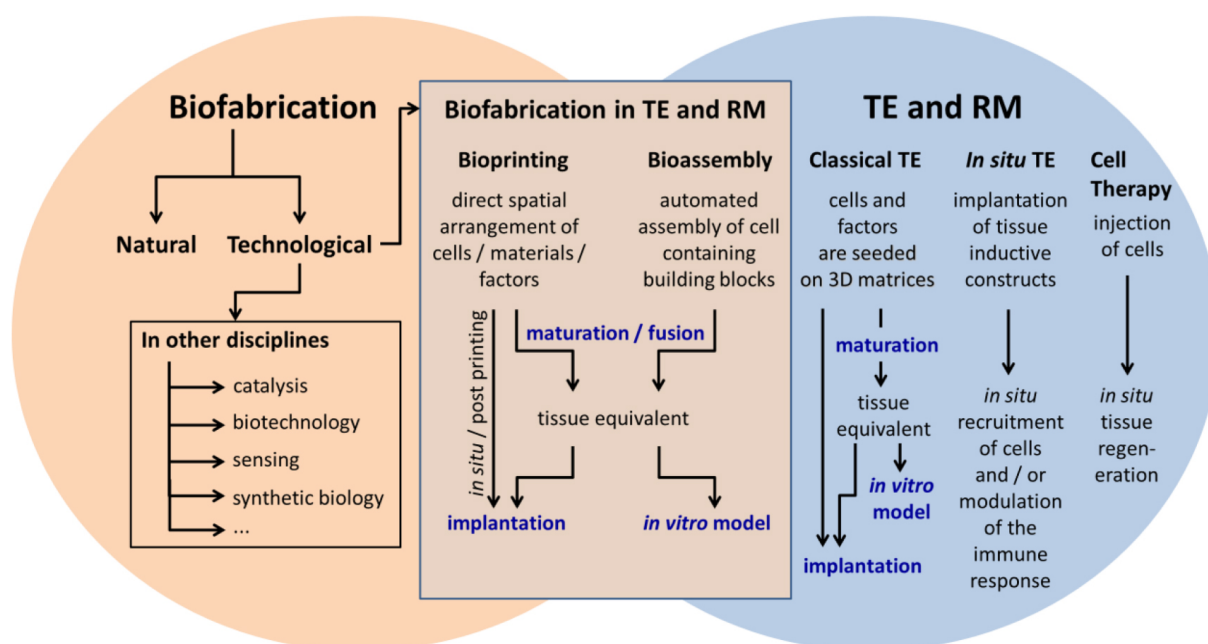 Biofabrication
Natural
Technological
In other disciplines
catalysis
biotechnology
sensing
synthetic biology
...
Biofabrication in TE and RM
Bioprinting
direct spatial
arrangement of
cells / materials /
factors
Bioassembly
automated
assembly of cell
containing
building blocks
maturation / fusion
in situ / post printing
tissue equivalent
implantation
in vitro model
TE and RM
Classical TE
cells and
factors
are seeded
on 3D matrices
maturation
tissue
equivalent
in vitro
model
implantation
In situ TE
implantation
of tissue
inductive
constructs
in situ
recruitment
of cells
and / or
modulation
of the
immune
response
Cell
Therapy
injection
of cells
in situ
tissue
regen-
eration